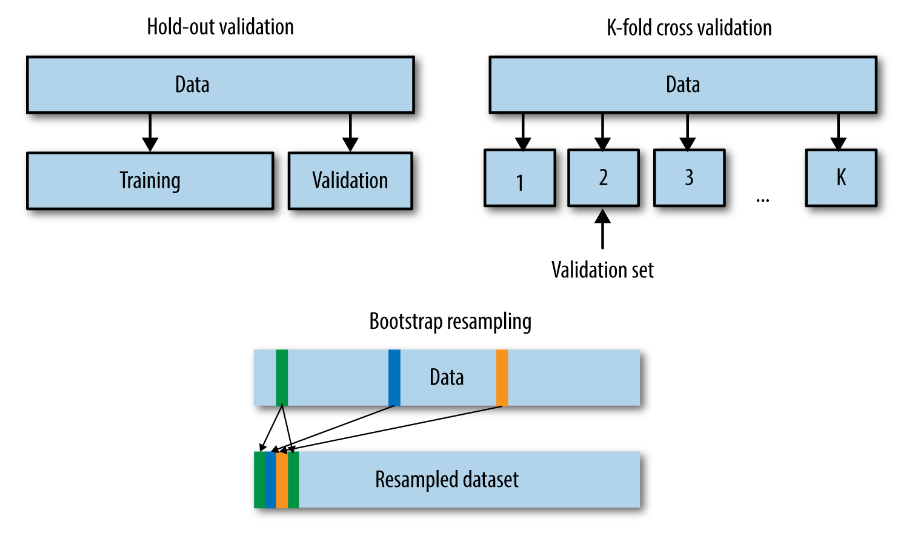 Hold-out validation
Data
Training
Validation
K-fold cross validation
Data
1
2
3
...
K
Validation set
Bootstrap resampling
Data
Resampled dataset